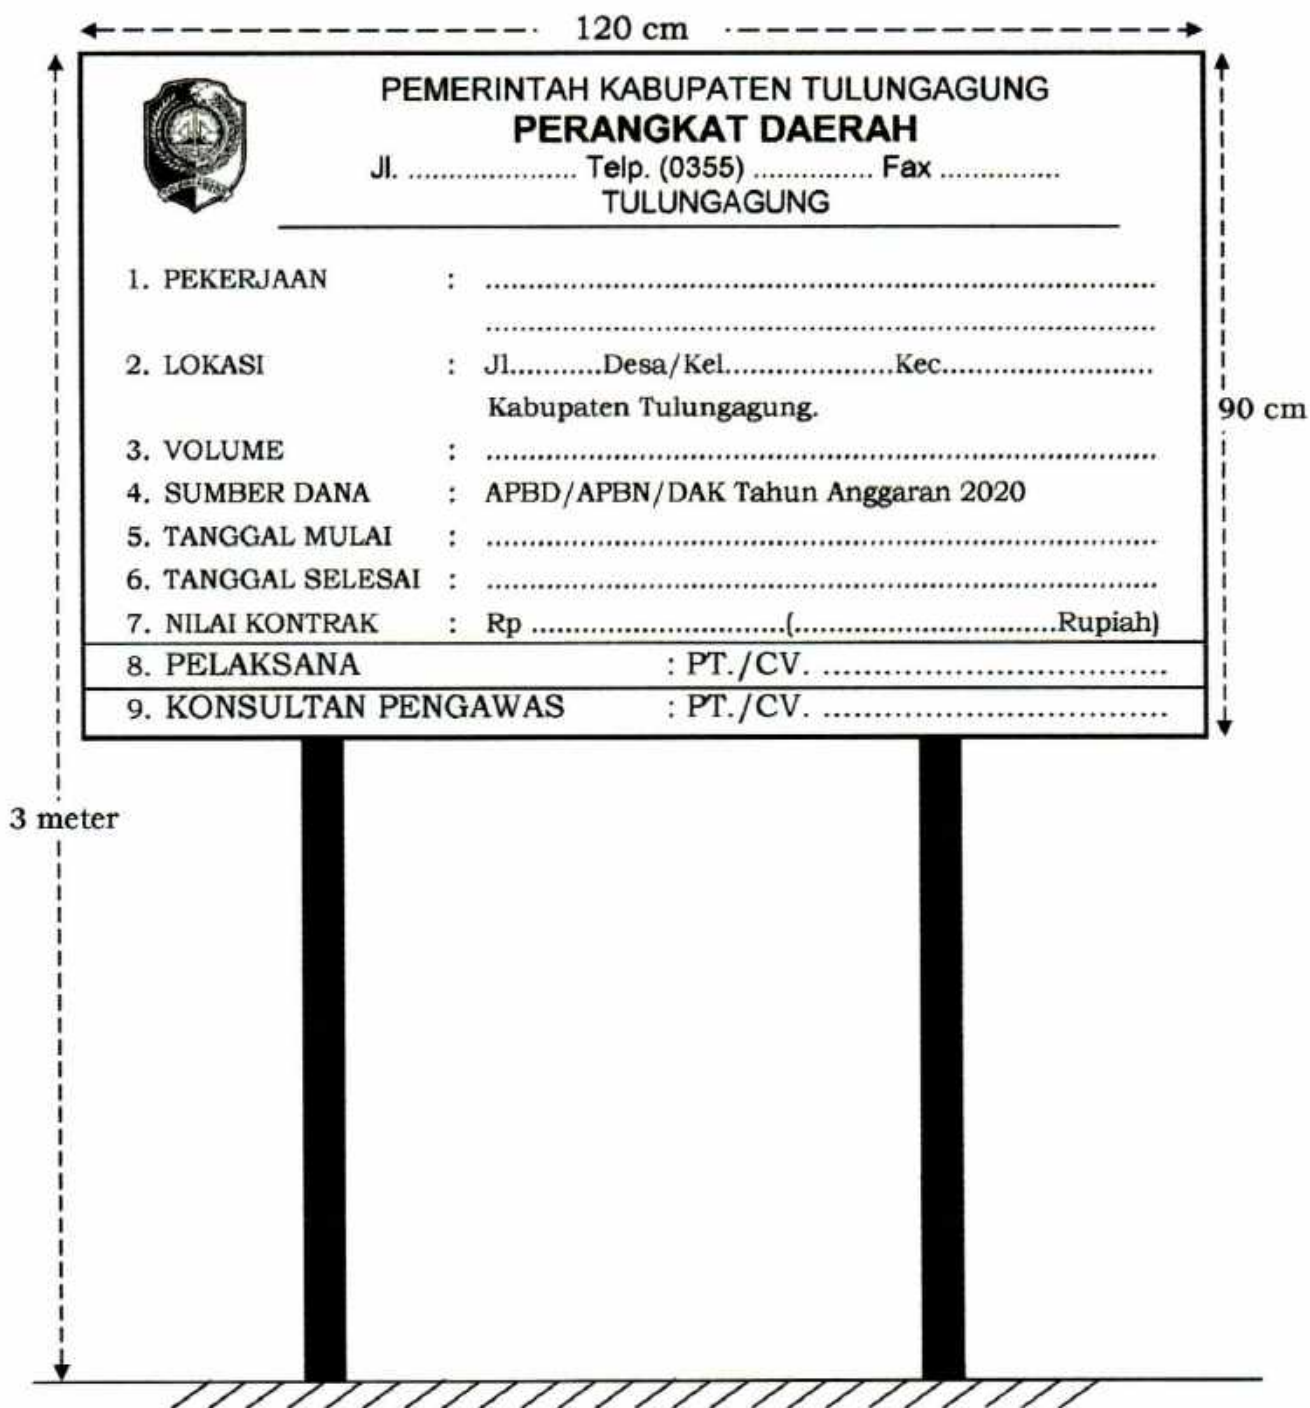 120 cm
PEMERINTAH KABUPATEN TULUNGAGUNG
PERANGKAT DAERAH
Jl. ...................... Telp. (0355) ............... Fax ...............
TULUNGAGUNG
1. PEKERJAAN : ................................................................................
................................................................................
2. LOKASI : Jl...........Desa/Kel....................Kec.........................
Kabupaten Tulungagung.
3. VOLUME : ................................................................................
4. SUMBER DANA : APBD/APBN/DAK Tahun Anggaran 2020
5. TANGGAL MULAI : ................................................................................
6. TANGGAL SELESAI : ................................................................................
7. NILAI KONTRAK : Rp ..............................(...............................Rupiah)
8. PELAKSANA : PT./CV. ...................................
9. KONSULTAN PENGAWAS : PT./CV. ...................................
90 cm
3 meter